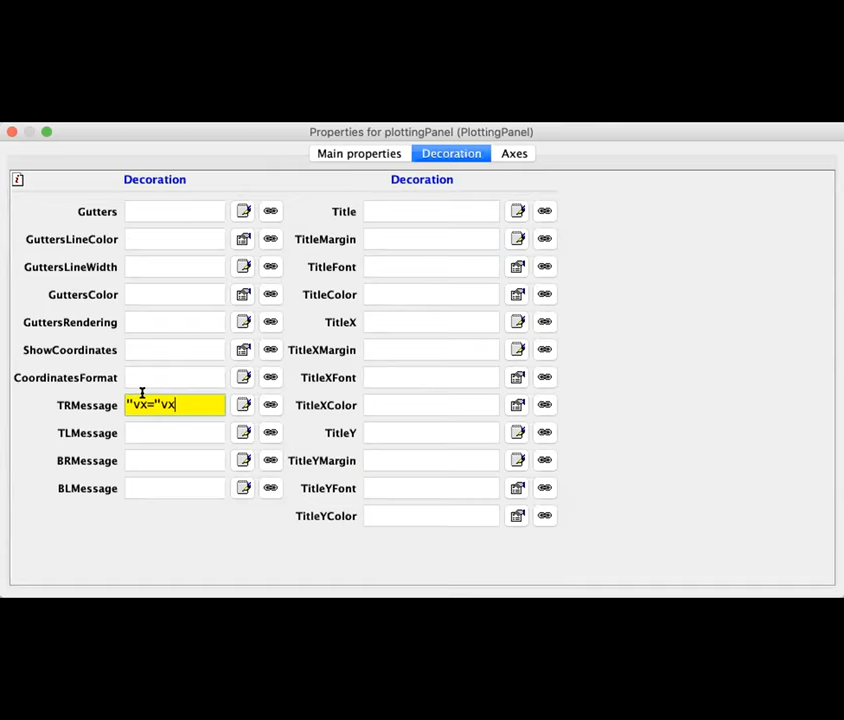 Properties for plottingPanel (PlottingPanel)
Main properties Decoration Axes
Decoration Decoration
Gutters Title
GuttersLineColor TitleMargin
GuttersLineWidth TitleFont
GuttersColor TitleColor
GuttersRendering TitleX
ShowCoordinates TitleXMargin
CoordinatesFormat TitleXFont
TRMessage "vx="vx TitleXColor
TLMessage TitleY
BRMessage TitleYMargin
BLMessage TitleYFont
TitleYColor